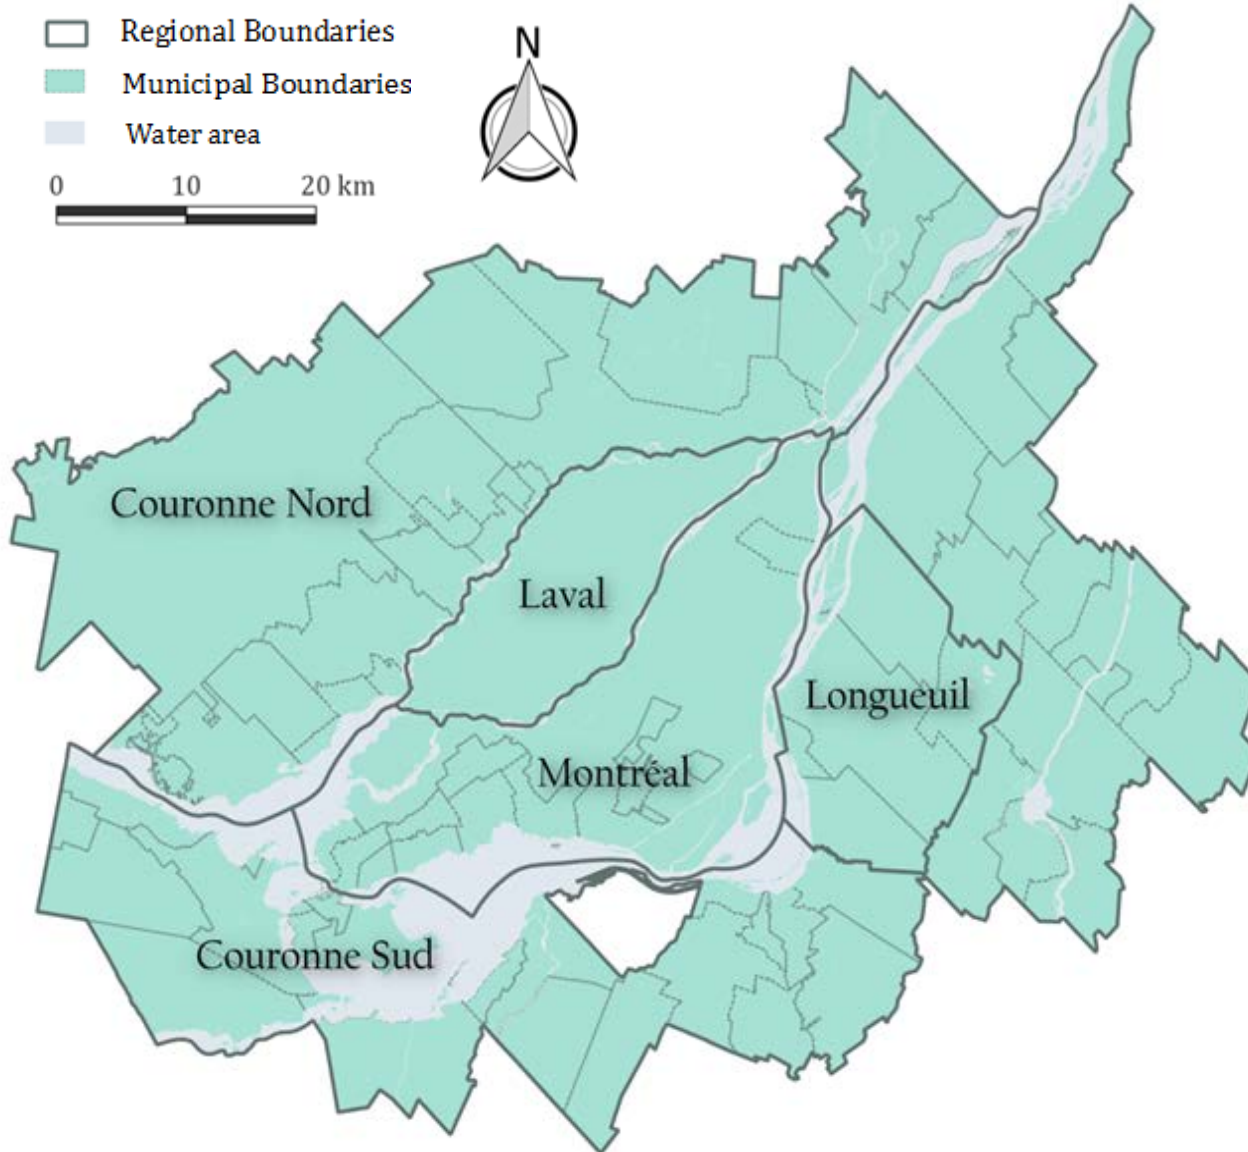 Regional Boundaries
Municipal Boundaries
Water area
0 10 20 km
N
Couronne Nord
Laval
Longueuil
Montréal
Couronne Sud